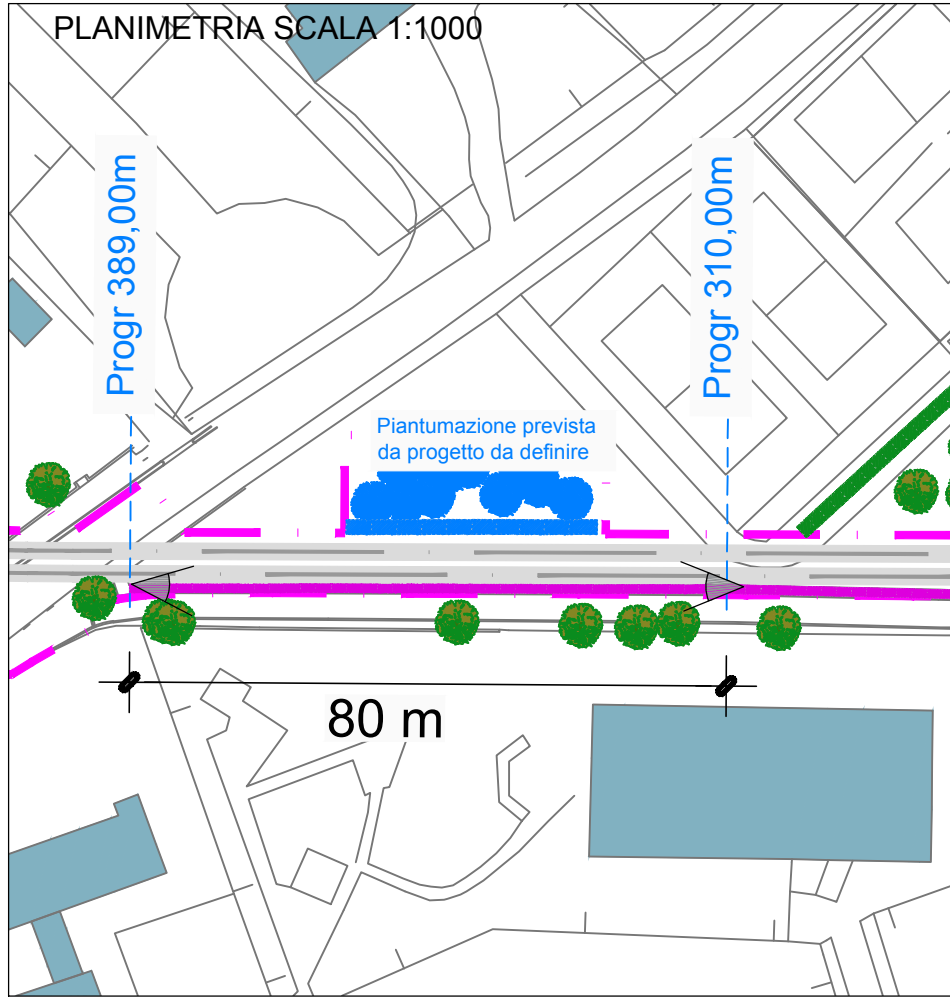 PLANIMETRIA SCALA 1:1000
Progr 389,00m
Progr 310,00m
Piantumazione prevista
da progetto da definire
80 m